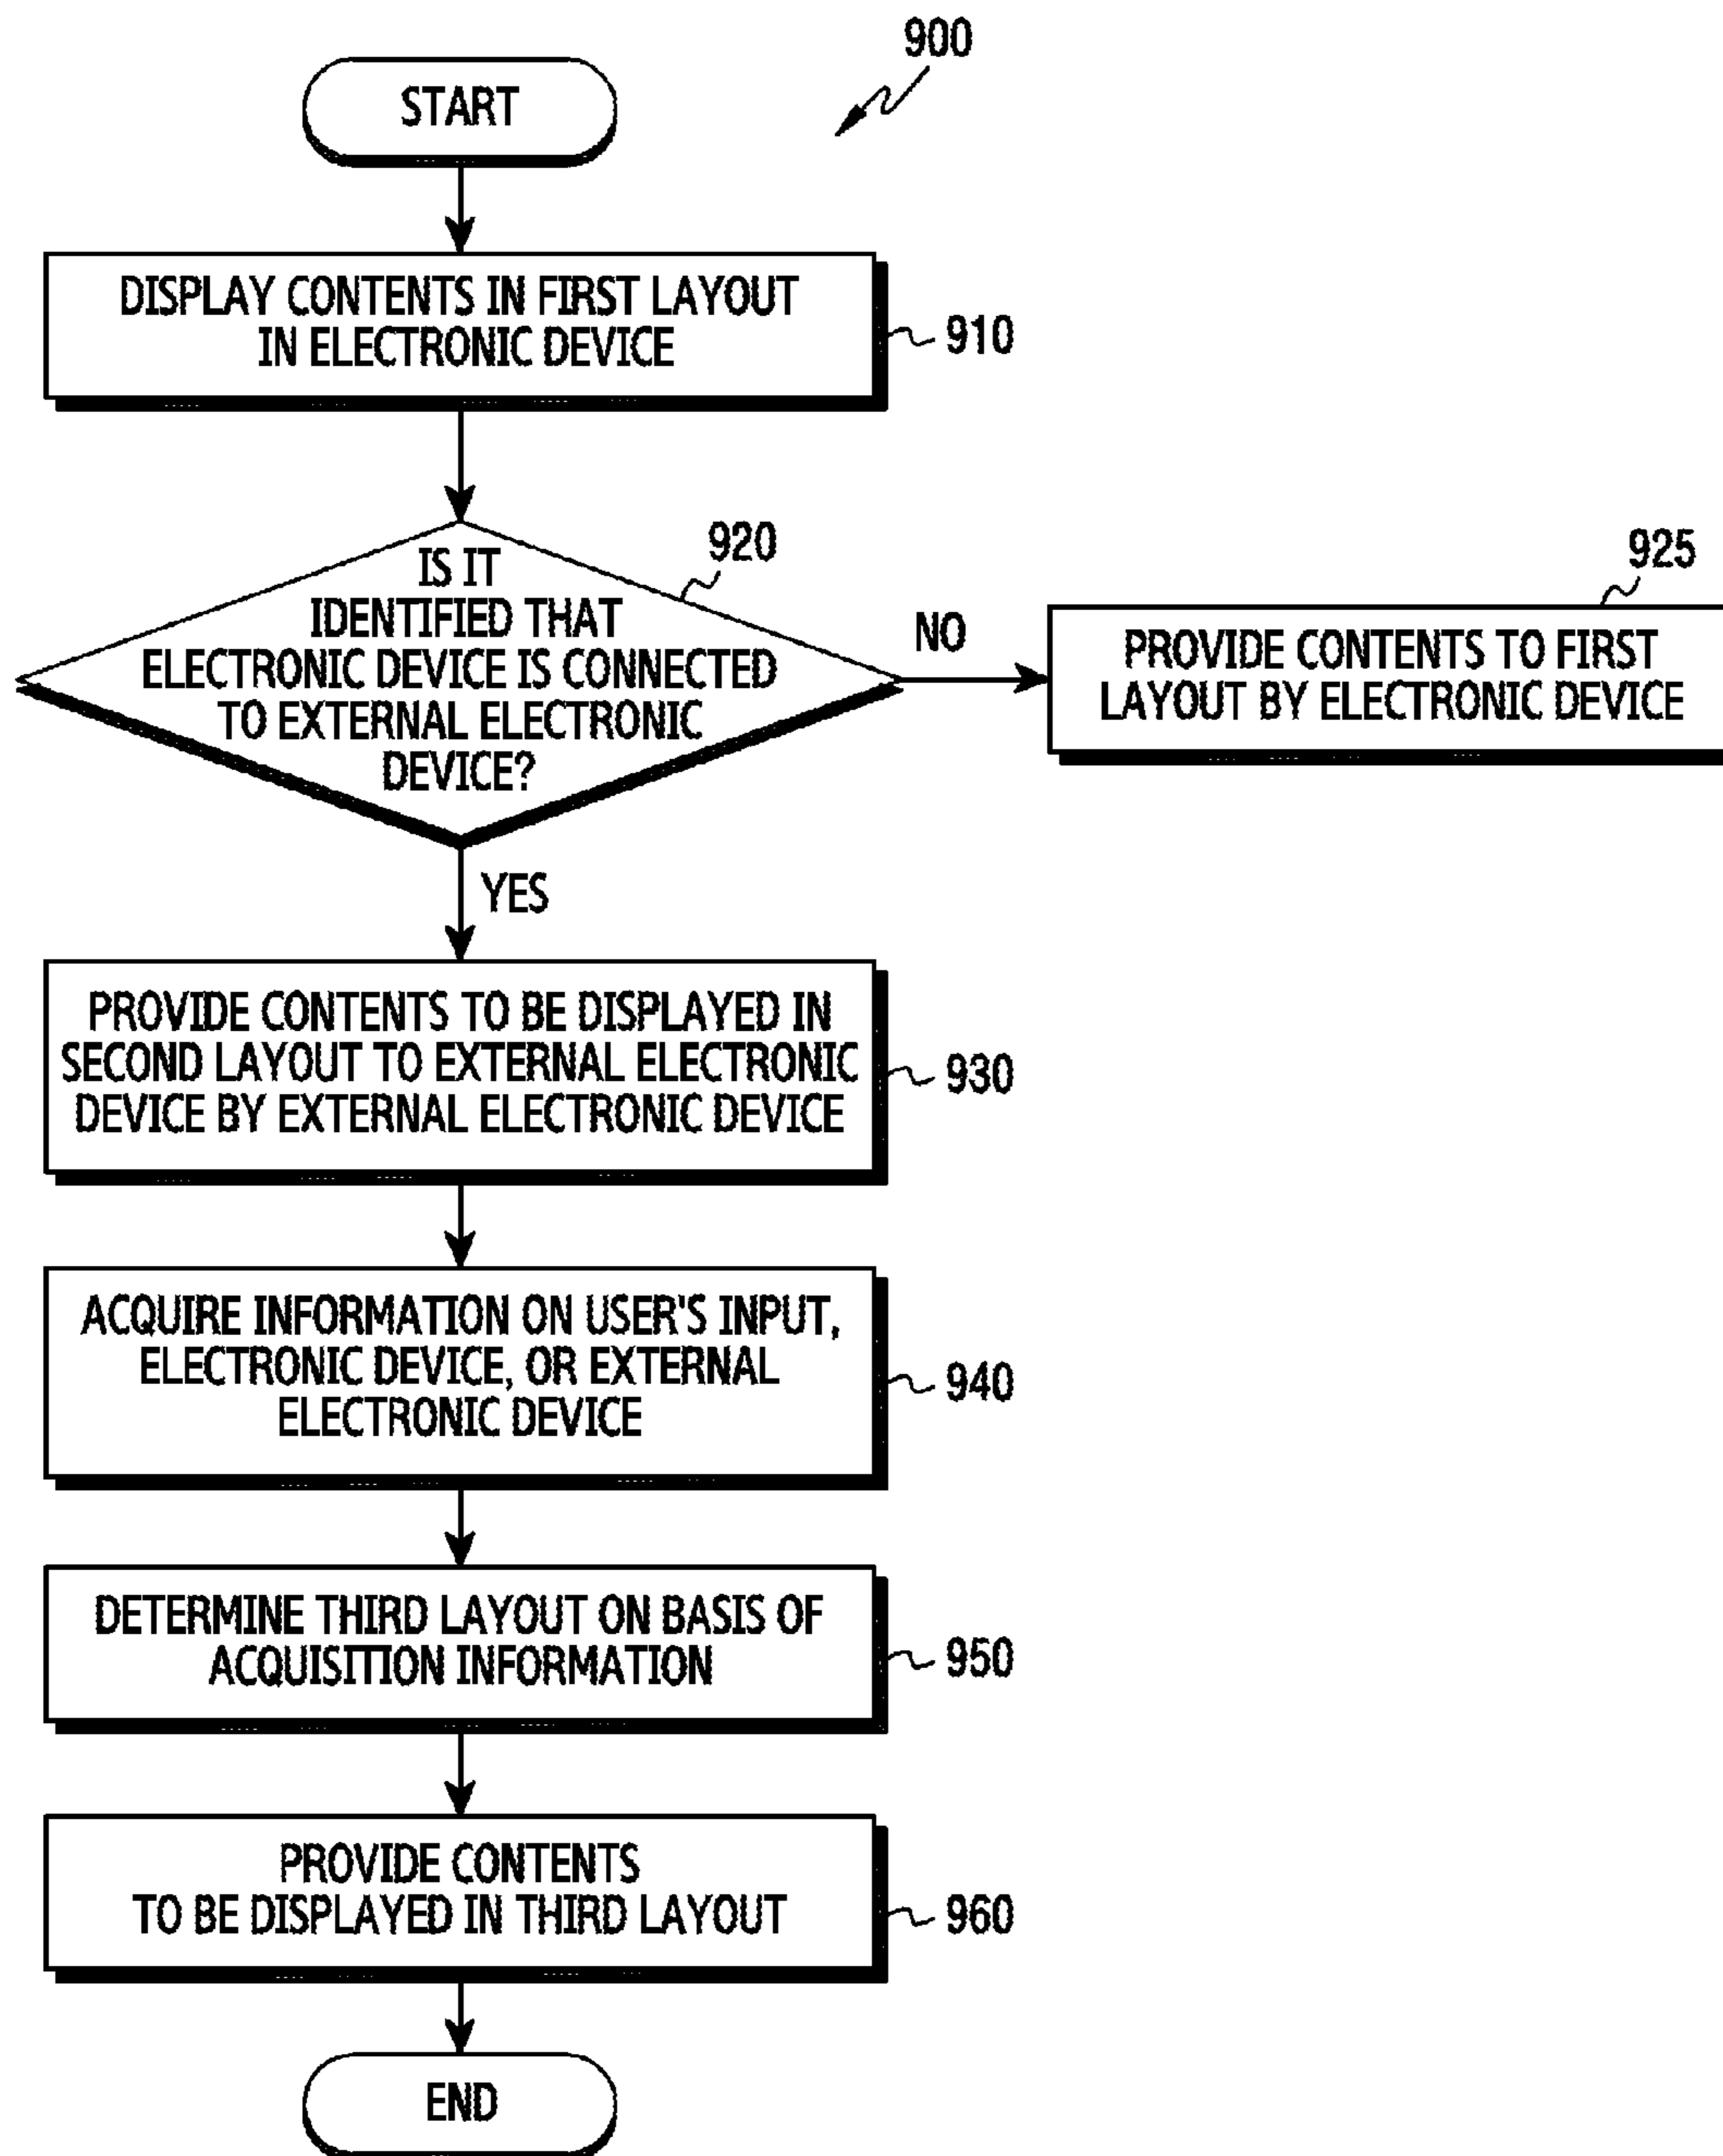 900
START
DISPLAY CONTENTS IN FIRST LAYOUT
IN ELECTRONIC DEVICE
910
IS IT
IDENTIFIED THAT
ELECTRONIC DEVICE IS CONNECTED
TO EXTERNAL ELECTRONIC
DEVICE?
920
NO
925
PROVIDE CONTENTS TO FIRST
LAYOUT BY ELECTRONIC DEVICE
YES
PROVIDE CONTENTS TO BE DISPLAYED IN
SECOND LAYOUT TO EXTERNAL ELECTRONIC
DEVICE BY EXTERNAL ELECTRONIC DEVICE
930
ACQUIRE INFORMATION ON USER'S INPUT,
ELECTRONIC DEVICE, OR EXTERNAL
ELECTRONIC DEVICE
940
DETERMINE THIRD LAYOUT ON BASIS OF
ACQUISITION INFORMATION
950
PROVIDE CONTENTS
TO BE DISPLAYED IN THIRD LAYOUT
960
END